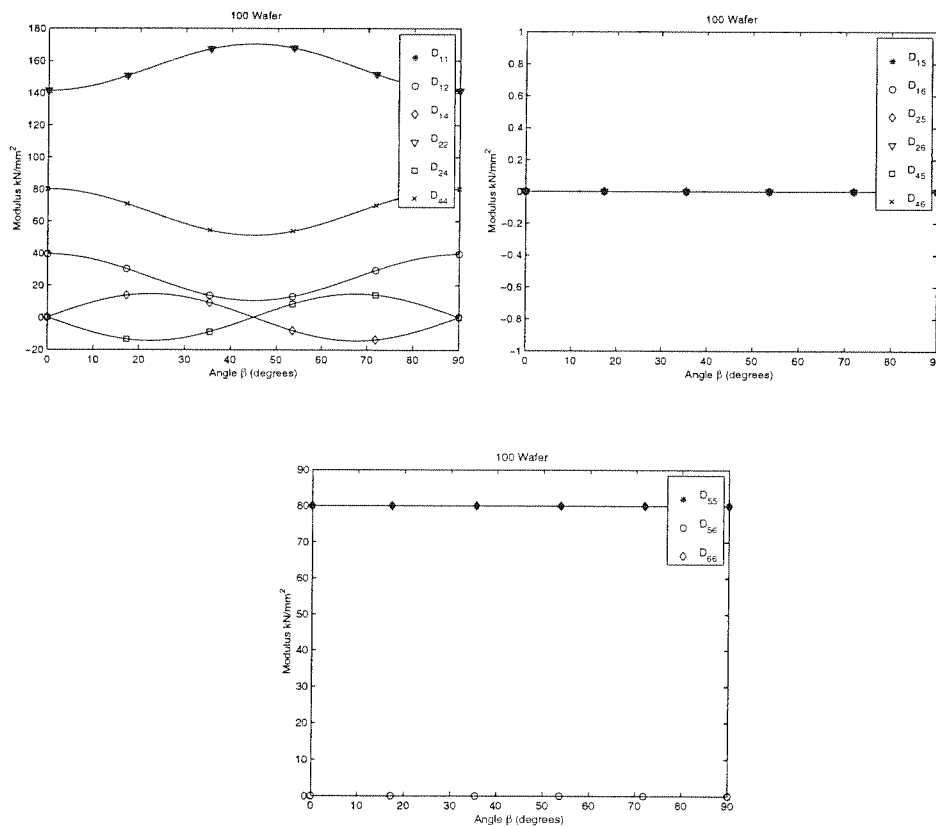 100 Wafer
180
160
140
120
100
80
60
40
20
0
−20
Modulus kN/mm²
0 10 20 30 40 50 60 70 80 90
Angle β (degrees)
D11
D12
D14
D22
D24
D44
100 Wafer
1
0.8
0.6
0.4
0.2
0
−0.2
−0.4
−0.6
−0.8
−1
Modulus kN/mm²
0 10 20 30 40 50 60 70 80 90
Angle β (degrees)
D15
D16
D25
D26
D45
D46
100 Wafer
90
80
70
60
50
40
30
20
10
0
Modulus kN/mm²
0 10 20 30 40 50 60 70 80 90
Angle β (degrees)
D55
D56
D66